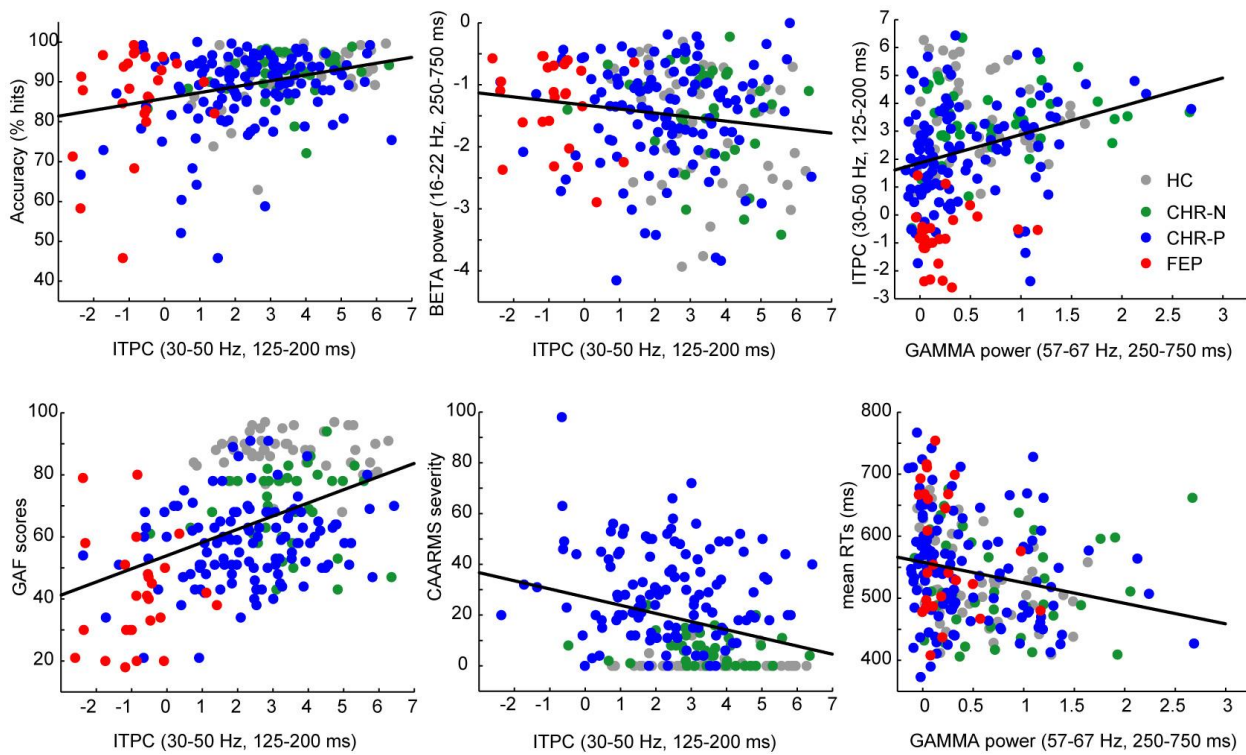 Accuracy (% hits)
100
90
80
70
60
50
40
-2 -1 0 1 2 3 4 5 6 7
ITPC (30-50 Hz, 125-200 ms)
BETA power (16-22 Hz, 250-750 ms)
0
-1
-2
-3
-4
-2 -1 0 1 2 3 4 5 6 7
ITPC (30-50 Hz, 125-200 ms)
ITPC (30-50 Hz, 125-200 ms)
7
6
5
4
3
2
1
0
-1
-2
-3
HC
CHR-N
CHR-P
FEP
0 0.5 1 1.5 2 2.5 3
GAMMA power (57-67 Hz, 250-750 ms)
GAF scores
100
80
60
40
20
-2 -1 0 1 2 3 4 5 6 7
ITPC (30-50 Hz, 125-200 ms)
CAARMS severity
100
80
60
40
20
0
-2 -1 0 1 2 3 4 5 6 7
ITPC (30-50 Hz, 125-200 ms)
mean RTs (ms)
800
700
600
500
400
0 0.5 1 1.5 2 2.5 3
GAMMA power (57-67 Hz, 250-750 ms)